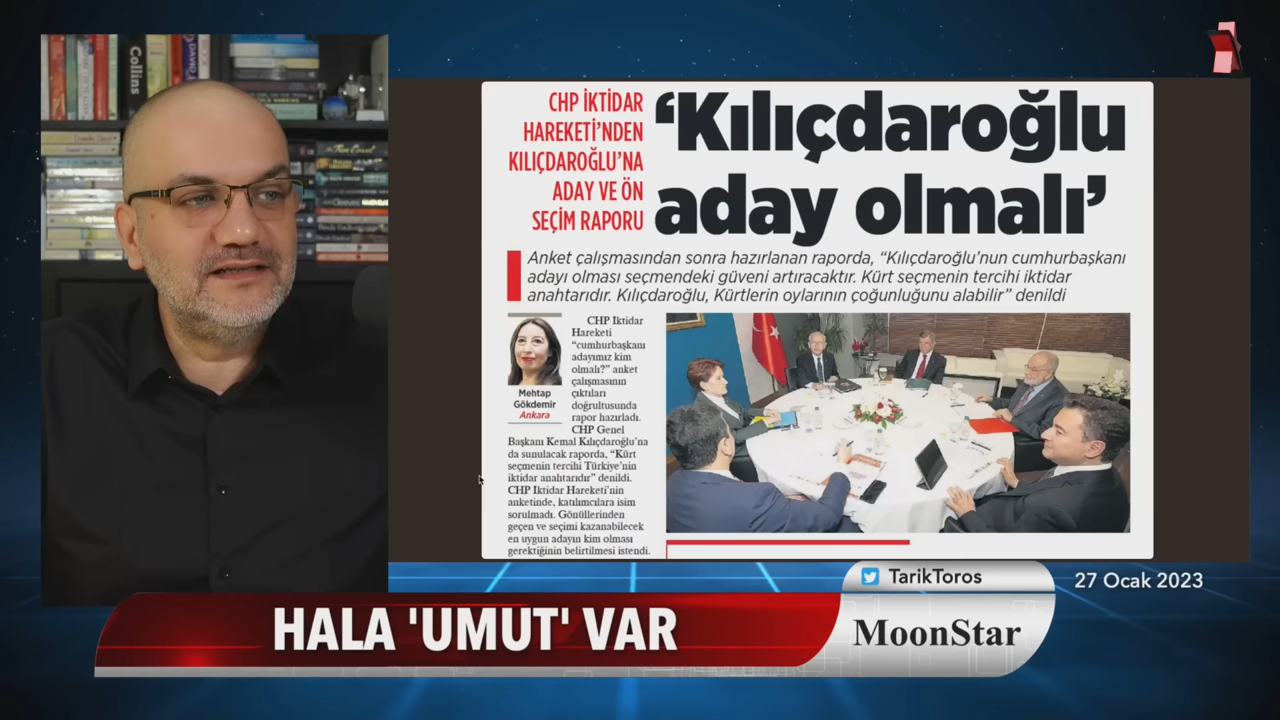 Collins
CHP İKTİDAR
HAREKETİ’NDEN
KILIÇDAROĞLU’NA
ADAY VE ÖN
SEÇİM RAPORU
‘Kılıçdaroğlu
aday olmalı’
Anket çalışmasından sonra hazırlanan raporda, “Kılıçdaroğlu’nun cumhurbaşkanı
adayı olması seçmendeki güveni artıracaktır. Kürt seçmenin tercihi iktidar
anahtarıdır. Kılıçdaroğlu, Kürtlerin oylarının çoğunluğunu alabilir” denildi
Mehtap
Gökdemir
Ankara
CHP İktidar
Hareketi
“cumhurbaşkanı
adayımız kim
olmalı?” anket
çalışmasının
çıktıları
doğrultusunda
rapor hazırladı.
CHP Genel
Başkanı Kemal Kılıçdaroğlu’na
da sunulacak raporda, “Kürt
seçmenin tercihi Türkiye’nin
iktidar anahtarıdır” denildi.
CHP İktidar Hareketi’nin
anketinde, katılımcılara isim
sorulmadı. Gönüllerinden
geçen ve seçimi kazanabilecek
en uygun adayın kim olması
gerektiğinin belirtilmesi istendi.
TarikToros
27 Ocak 2023
HALA 'UMUT' VAR
MoonStar